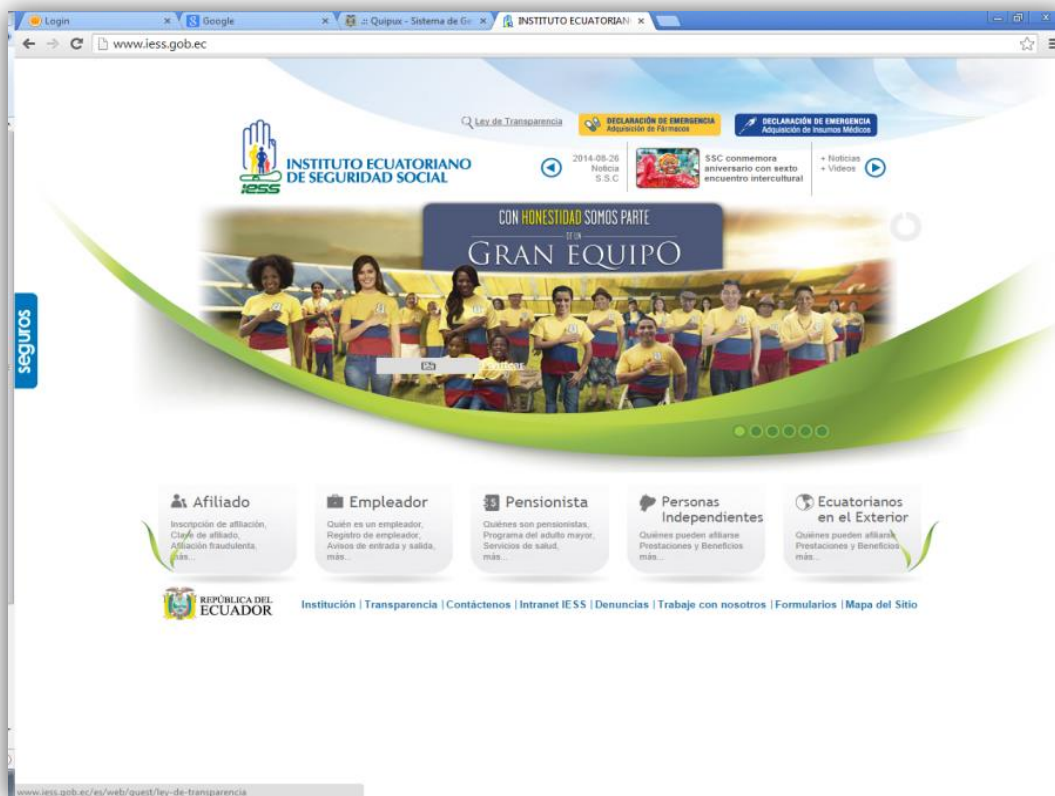 Login
Google
.:: Quipux - Sistema de Ge
INSTITUTO ECUATORIAN
www.iess.gob.ec
Ley de Transparencia
DECLARACIÓN DE EMERGENCIA
Adquisición de Fármacos
DECLARACIÓN DE EMERGENCIA
Adquisición de Insumos Médicos
iess
INSTITUTO ECUATORIANO
DE SEGURIDAD SOCIAL
2014-08-26
Noticia
S.S.C
SSC conmemora
aniversario con sexto
encuentro intercultural
+ Noticias
+ Videos
CON HONESTIDAD SOMOS PARTE
DE UN
GRAN EQUIPO
seguros
Afiliado
Inscripción de afiliación,
Clave de afiliado,
Afiliación fraudulenta,
más...
Empleador
Quién es un empleador,
Registro de empleador,
Avisos de entrada y salida,
más...
Pensionista
Quiénes son pensionistas,
Programa del adulto mayor,
Servicios de salud,
más...
Personas
Independientes
Quiénes pueden afiliarse
Prestaciones y Beneficios
más...
Ecuatorianos
en el Exterior
Quiénes pueden afiliarse
Prestaciones y Beneficios
más...
REPÚBLICA DEL
ECUADOR
Institución | Transparencia | Contáctenos | Intranet IESS | Denuncias | Trabaje con nosotros | Formularios | Mapa del Sitio
www.iess.gob.ec/es/web/guest/ley-de-transparencia